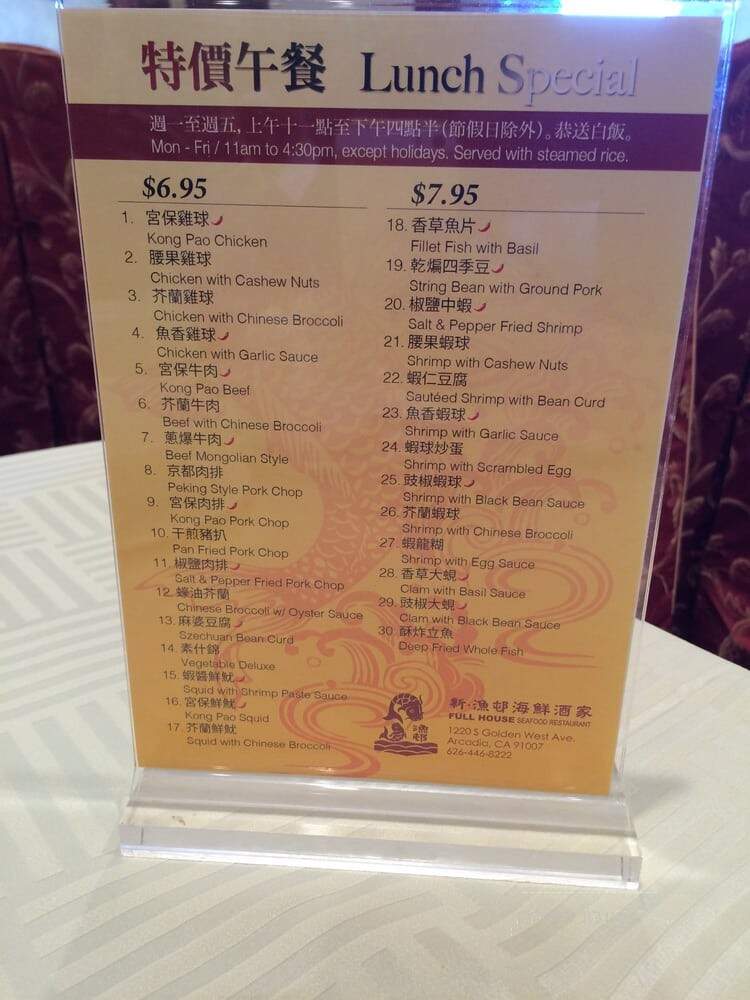 特價午餐 Lunch Special
週一至週五, 上午十一點至下午四點半(節假日除外)。恭送白飯。
Mon - Fri / 11am to 4:30pm, except holidays. Served with steamed rice.
$6.95
1. 宮保雞球
Kong Pao Chicken
2. 腰果雞球
Chicken with Cashew Nuts
3. 芥蘭雞球
Chicken with Chinese Broccoli
4. 魚香雞球
Chicken with Garlic Sauce
5. 宮保牛肉
Kong Pao Beef
6. 芥蘭牛肉
Beef with Chinese Broccoli
7. 蔥爆牛肉
Beef Mongolian Style
8. 京都肉排
Peking Style Pork Chop
9. 宮保肉排
Kong Pao Pork Chop
10. 干煎豬扒
Pan Fried Pork Chop
11. 椒鹽肉排
Salt & Pepper Fried Pork Chop
12. 蠔油芥蘭
Chinese Broccoli w/ Oyster Sauce
13. 麻婆豆腐
Szechuan Bean Curd
14. 素什錦
Vegetable Deluxe
15. 蝦醬鮮魷
Squid with Shrimp Paste Sauce
16. 宮保鮮魷
Kong Pao Squid
17. 芥蘭鮮魷
Squid with Chinese Broccoli
$7.95
18. 香草魚片
Fillet Fish with Basil
19. 乾煸四季豆
String Bean with Ground Pork
20. 椒鹽中蝦
Salt & Pepper Fried Shrimp
21. 腰果蝦球
Shrimp with Cashew Nuts
22. 蝦仁豆腐
Sautéed Shrimp with Bean Curd
23. 魚香蝦球
Shrimp with Garlic Sauce
24. 蝦球炒蛋
Shrimp with Scrambled Egg
25. 豉椒蝦球
Shrimp with Black Bean Sauce
26. 芥蘭蝦球
Shrimp with Chinese Broccoli
27. 蝦龍糊
Shrimp with Egg Sauce
28. 香草大蜆
Clam with Basil Sauce
29. 豉椒大蜆
Clam with Black Bean Sauce
30. 酥炸立魚
Deep Fried Whole Fish
漁邨
新·漁邨海鮮酒家
FULL HOUSE SEAFOOD RESTAURANT
1220 S Golden West Ave.
Arcadia, CA 91007
626-446-8222